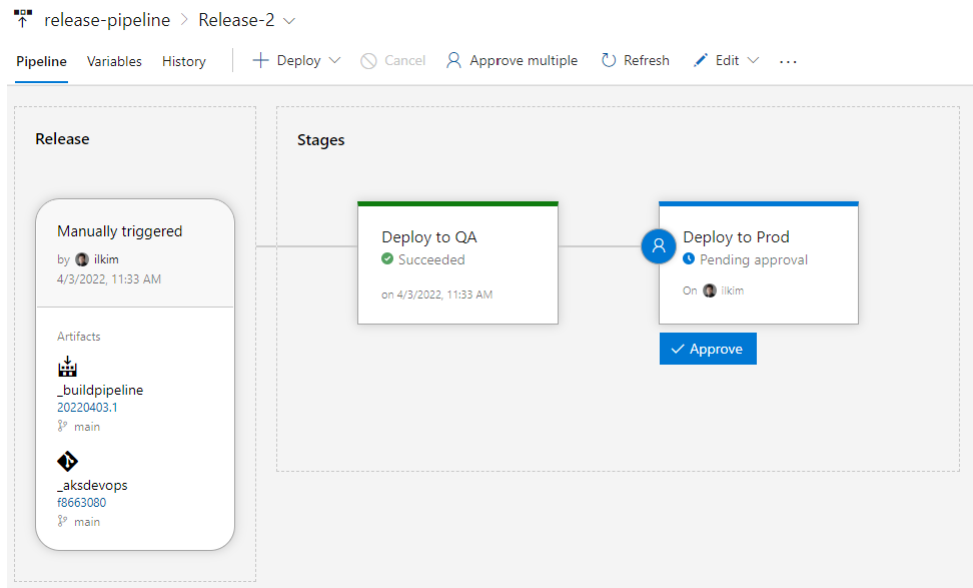 release-pipeline > Release-2
Pipeline Variables History + Deploy Cancel Approve multiple Refresh Edit ...
Release
Stages
Manually triggered
by ilkim
4/3/2022, 11:33 AM
Artifacts
_buildpipeline
20220403.1
main
_aksdevops
f8663080
main
Deploy to QA
Succeeded
on 4/3/2022, 11:33 AM
Deploy to Prod
Pending approval
On ilkim
Approve